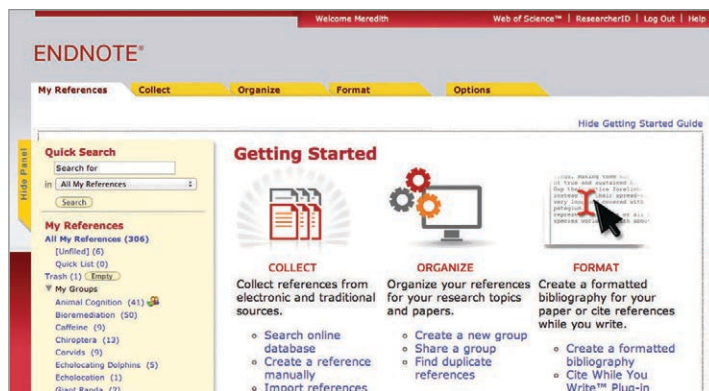 Welcome Meredith
Web of Science™ | ResearcherID | Log Out | Help
ENDNOTE®
My References
Collect
Organize
Format
Options
Hide Getting Started Guide
Hide Panel
Quick Search
Search for
in All My References
Search
My References
All My References (306)
[Unfiled] (6)
Quick List (0)
Trash (1) Empty
▼ My Groups
Animal Cognition (41)
Bioremediation (50)
Caffeine (9)
Chiroptera (13)
Corvids (9)
Echolocating Dolphins (5)
Echolocation (1)
Giant Panda (2)
Getting Started
COLLECT
Collect references from
electronic and traditional
sources.
Search online
database
Create a reference
manually
Import references
ORGANIZE
Organize your references
for your research topics
and papers.
Create a new group
Share a group
Find duplicate
references
FORMAT
Create a formatted
bibliography for your
paper or cite references
while you write.
Create a formatted
bibliography
Cite While You
Write™ Plug-in